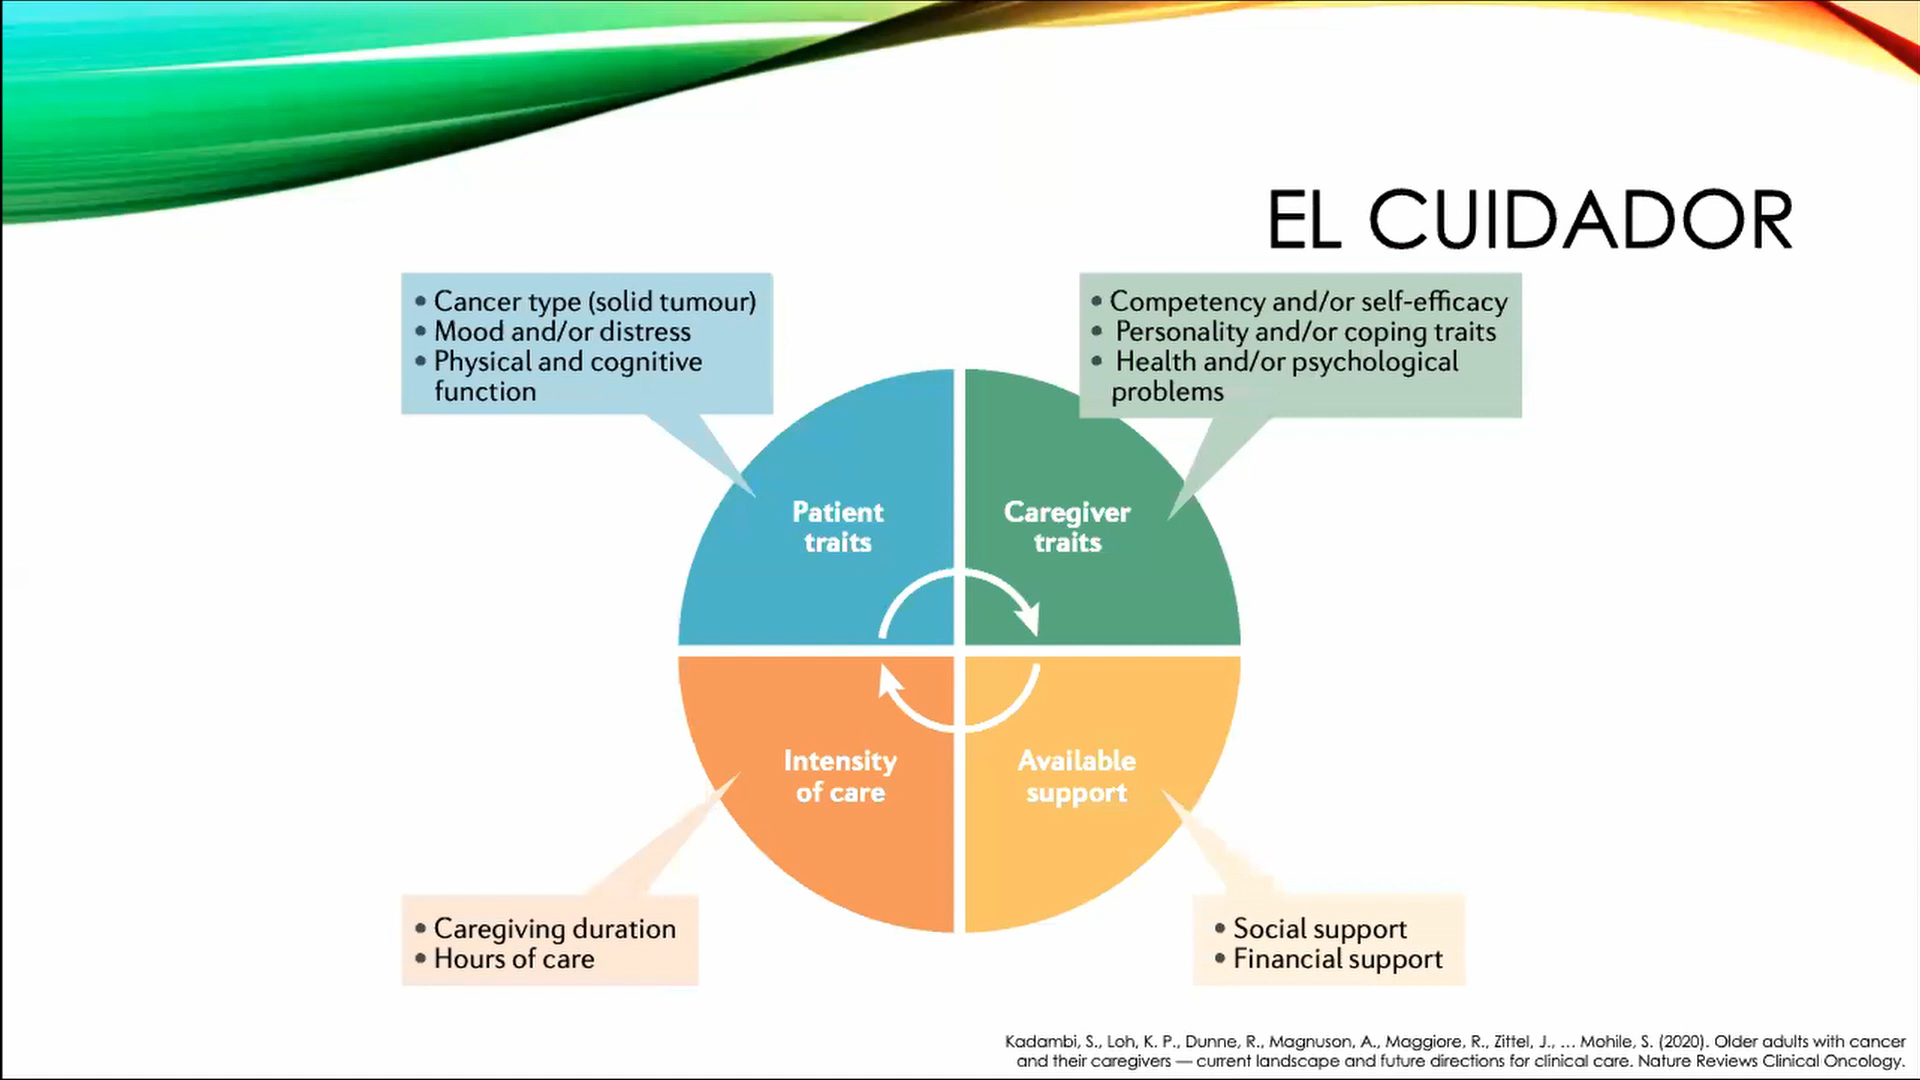 EL CUIDADOR
• Cancer type (solid tumour)
• Mood and/or distress
• Physical and cognitive
function
• Competency and/or self-efficacy
• Personality and/or coping traits
• Health and/or psychological
problems
Patient
traits
Caregiver
traits
Intensity
of care
Available
support
• Caregiving duration
• Hours of care
• Social support
• Financial support
Kadambi, S., Loh, K. P., Dunne, R., Magnuson, A., Maggiore, R., Zittel, J., … Mohile, S. (2020). Older adults with cancer
and their caregivers — current landscape and future directions for clinical care. Nature Reviews Clinical Oncology.